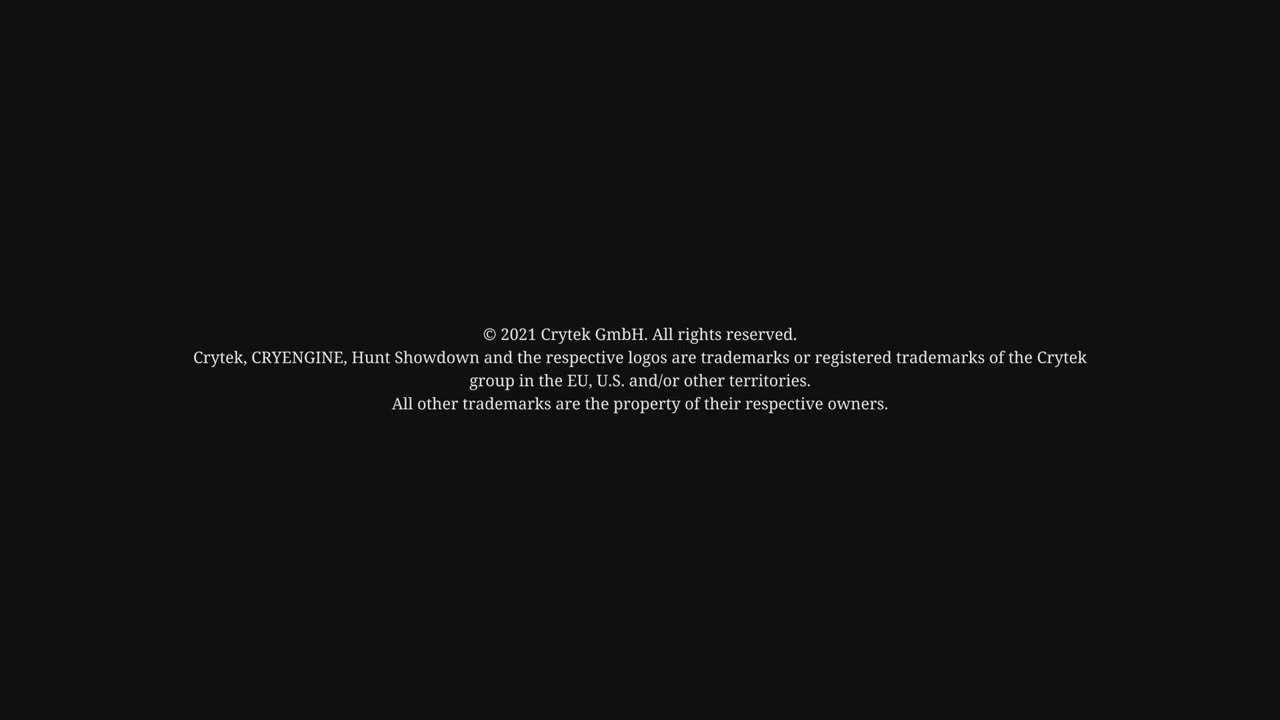 © 2021 Crytek GmbH. All rights reserved.
Crytek, CRYENGINE, Hunt Showdown and the respective logos are trademarks or registered trademarks of the Crytek
group in the EU, U.S. and/or other territories.
All other trademarks are the property of their respective owners.